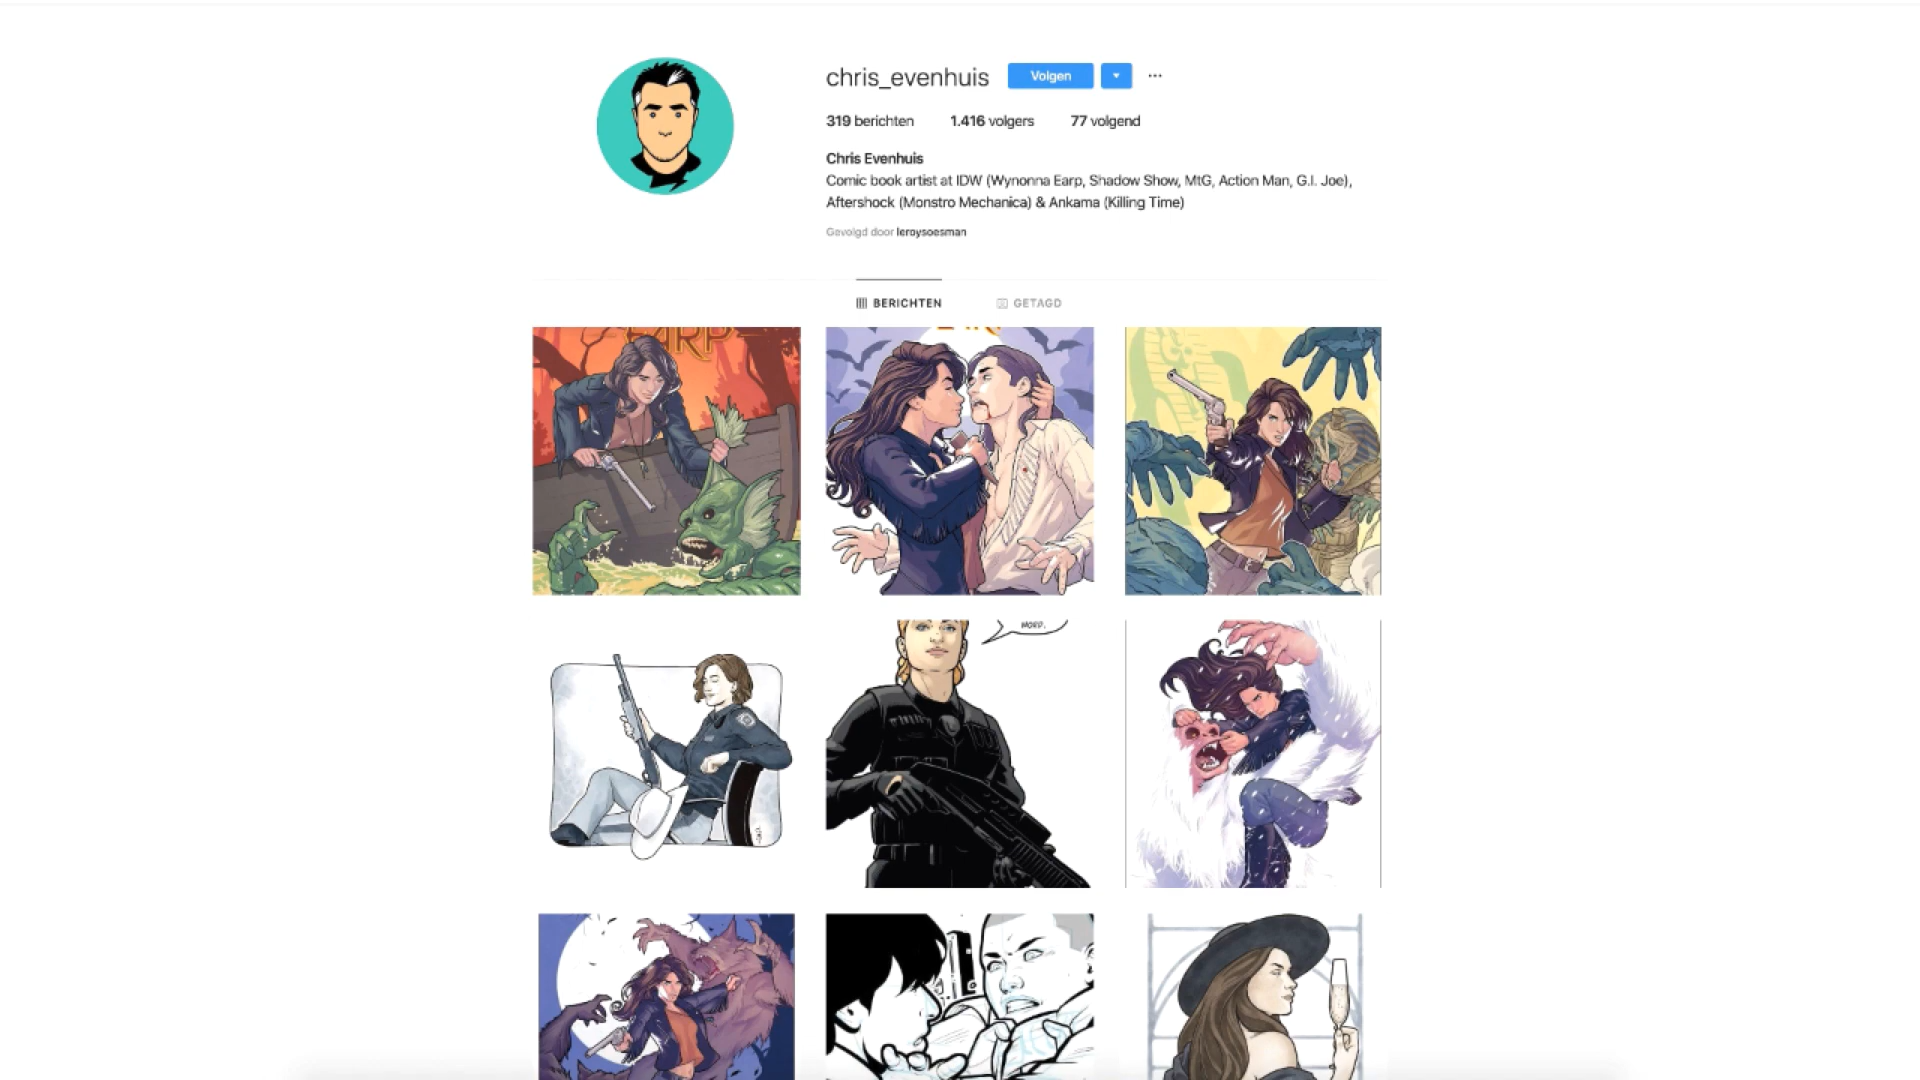 chris_evenhuis Volgen
319 berichten 1.416 volgers 77 volgend
Chris Evenhuis
Comic book artist at IDW (Wynonna Earp, Shadow Show, MtG, Action Man, G.I. Joe),
Aftershock (Monstro Mechanica) & Ankama (Killing Time)
Gevolgd door leroysoesman
BERICHTEN GETAGD
EARP